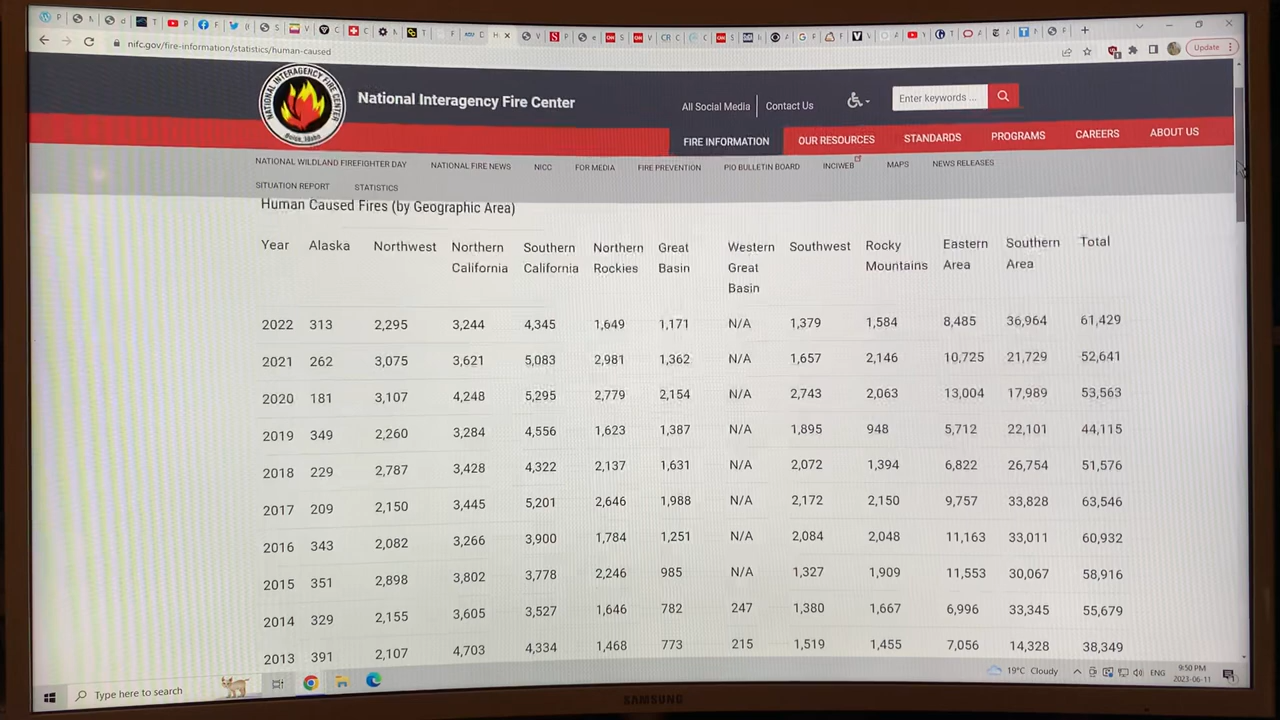 nifc.gov/fire-information/statistics/human-caused
Update
NATIONAL INTERAGENCY FIRE CENTER
Boise, Idaho
National Interagency Fire Center
All Social Media Contact Us
Enter keywords ...
FIRE INFORMATION OUR RESOURCES STANDARDS PROGRAMS CAREERS ABOUT US
NATIONAL WILDLAND FIREFIGHTER DAY NATIONAL FIRE NEWS NICC FOR MEDIA FIRE PREVENTION PIO BULLETIN BOARD INCIWEB MAPS NEWS RELEASES
SITUATION REPORT STATISTICS
Human Caused Fires (by Geographic Area)
Year Alaska Northwest Northern California Southern California Northern Rockies Great Basin Western Great Basin Southwest Rocky Mountains Eastern Area Southern Area Total
2022 313 2,295 3,244 4,345 1,649 1,171 N/A 1,379 1,584 8,485 36,964 61,429
2021 262 3,075 3,621 5,083 2,981 1,362 N/A 1,657 2,146 10,725 21,729 52,641
2020 181 3,107 4,248 5,295 2,779 2,154 N/A 2,743 2,063 13,004 17,989 53,563
2019 349 2,260 3,284 4,556 1,623 1,387 N/A 1,895 948 5,712 22,101 44,115
2018 229 2,787 3,428 4,322 2,137 1,631 N/A 2,072 1,394 6,822 26,754 51,576
2017 209 2,150 3,445 5,201 2,646 1,988 N/A 2,172 2,150 9,757 33,828 63,546
2016 343 2,082 3,266 3,900 1,784 1,251 N/A 2,084 2,048 11,163 33,011 60,932
2015 351 2,898 3,802 3,778 2,246 985 N/A 1,327 1,909 11,553 30,067 58,916
2014 329 2,155 3,605 3,527 1,646 782 247 1,380 1,667 6,996 33,345 55,679
2013 391 2,107 4,703 4,334 1,468 773 215 1,519 1,455 7,056 14,328 38,349
Type here to search
19°C Cloudy ENG 9:50 PM
2023-06-11
SAMSUNG